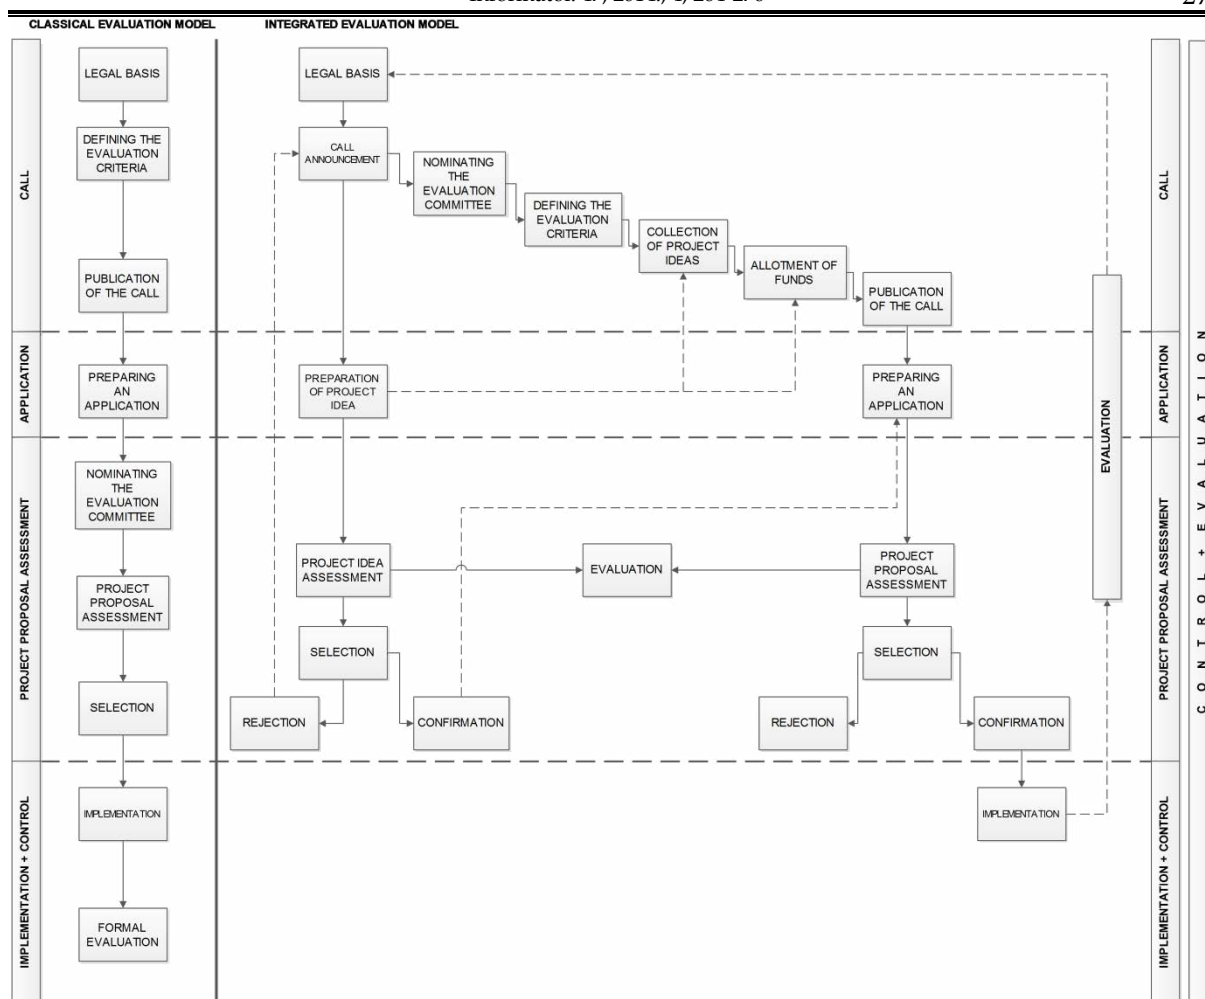 27
CLASSICAL EVALUATION MODEL
INTEGRATED EVALUATION MODEL
CALL
APPLICATION
PROJECT PROPOSAL ASSESSMENT
IMPLEMENTATION + CONTROL
LEGAL BASIS
DEFINING THE
EVALUATION
CRITERIA
PUBLICATION
OF THE CALL
PREPARING
AN
APPLICATION
NOMINATING
THE
EVALUATION
COMMITTEE
PROJECT
PROPOSAL
ASSESSMENT
SELECTION
IMPLEMENTATION
FORMAL
EVALUATION
LEGAL BASIS
CALL
ANNOUNCEMENT
NOMINATING
THE
EVALUATION
COMMITTEE
DEFINING THE
EVALUATION
CRITERIA
COLLECTION
OF PROJECT
IDEAS
ALLOTMENT OF
FUNDS
PUBLICATION
OF THE CALL
PREPARATION
OF PROJECT
IDEA
PREPARING
AN
APPLICATION
PROJECT IDEA
ASSESSMENT
EVALUATION
PROJECT
PROPOSAL
ASSESSMENT
SELECTION
SELECTION
REJECTION
CONFIRMATION
REJECTION
CONFIRMATION
IMPLEMENTATION
EVALUATION
CALL
APPLICATION
PROJECT PROPOSAL ASSESSMENT
IMPLEMENTATION + CONTROL
CONTROL + EVALUATION